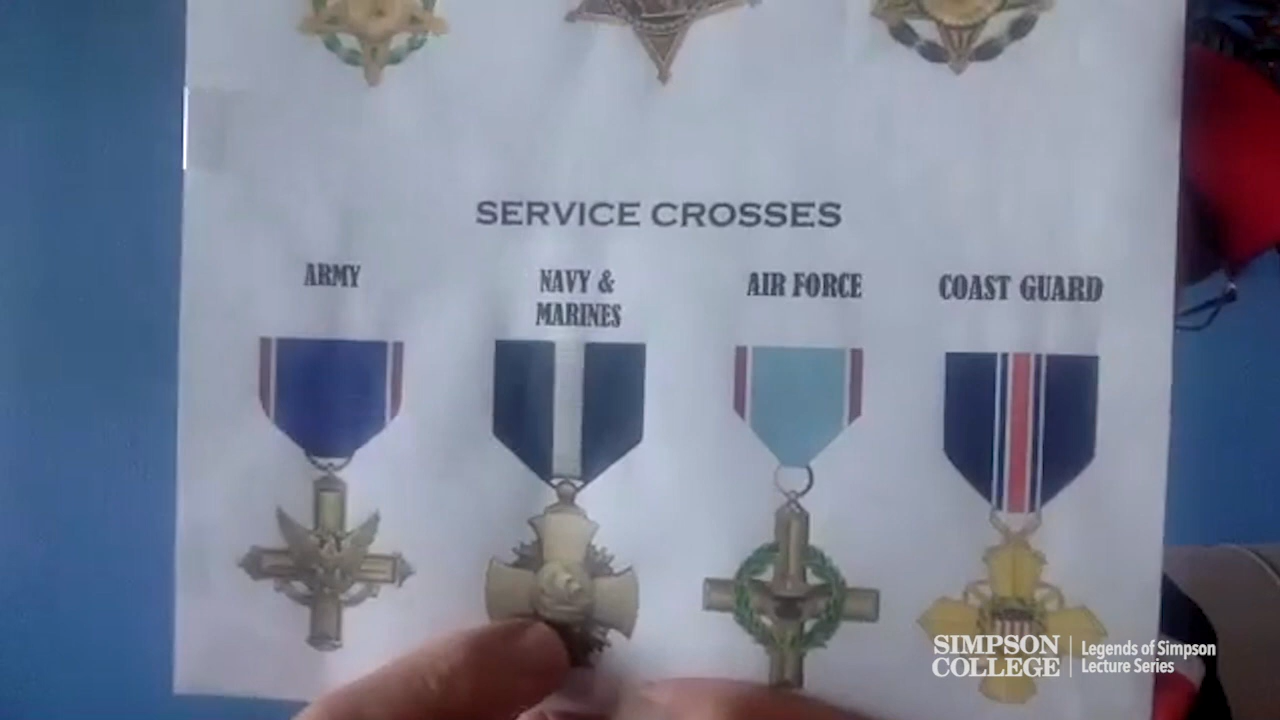 SERVICE CROSSES
ARMY
NAVY &
MARINES
AIR FORCE
COAST GUARD
SIMPSON
COLLEGE
Legends of Simpson
Lecture Series